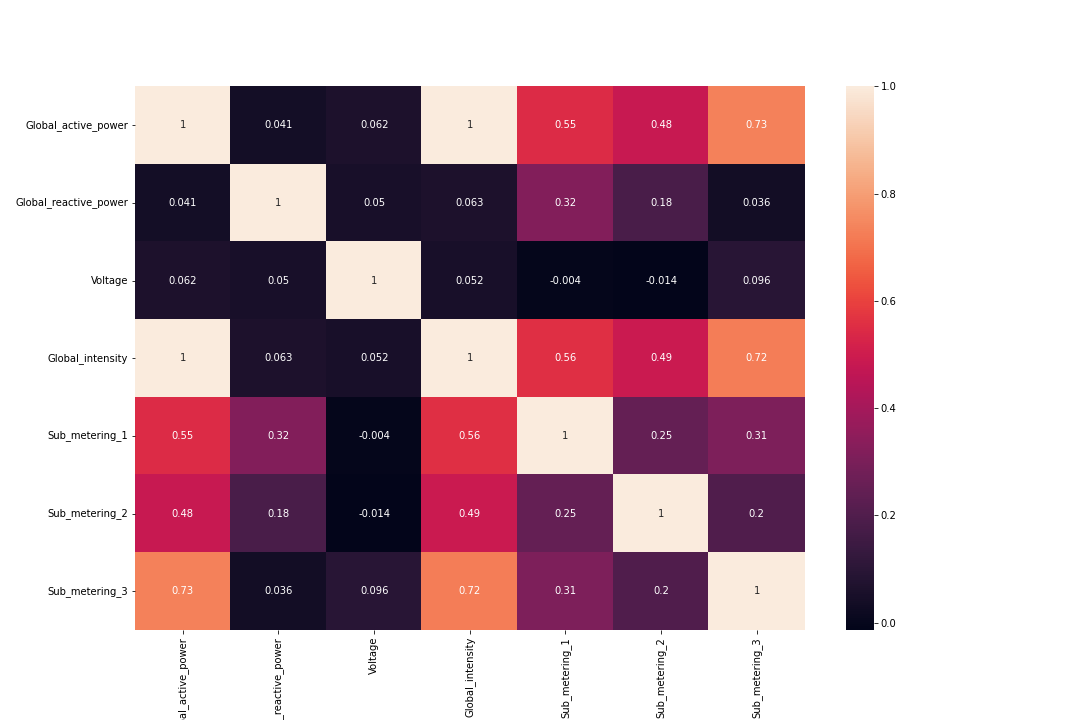 Global_active_power 1 0.041 0.062 1 0.55 0.48 0.73
Global_reactive_power 0.041 1 0.05 0.063 0.32 0.18 0.036
Voltage 0.062 0.05 1 0.052 -0.004 -0.014 0.096
Global_intensity 1 0.063 0.052 1 0.56 0.49 0.72
Sub_metering_1 0.55 0.32 -0.004 0.56 1 0.25 0.31
Sub_metering_2 0.48 0.18 -0.014 0.49 0.25 1 0.2
Sub_metering_3 0.73 0.036 0.096 0.72 0.31 0.2 1
al_active_power
_reactive_power
Voltage
Global_intensity
Sub_metering_1
Sub_metering_2
Sub_metering_3
1.0
0.8
0.6
0.4
0.2
0.0